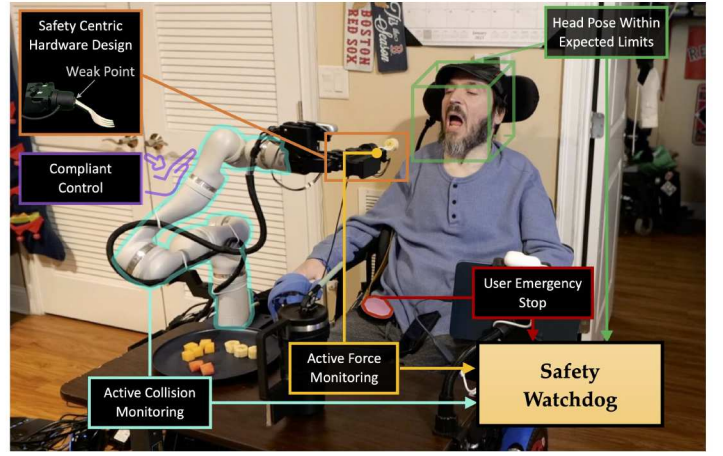 Safety Centric
Hardware Design
Weak Point
BOSTON
RED SOX
Season
Head Pose Within
Expected Limits
Compliant
Control
User Emergency
Stop
Active Force
Monitoring
Active Collision
Monitoring
Safety
Watchdog